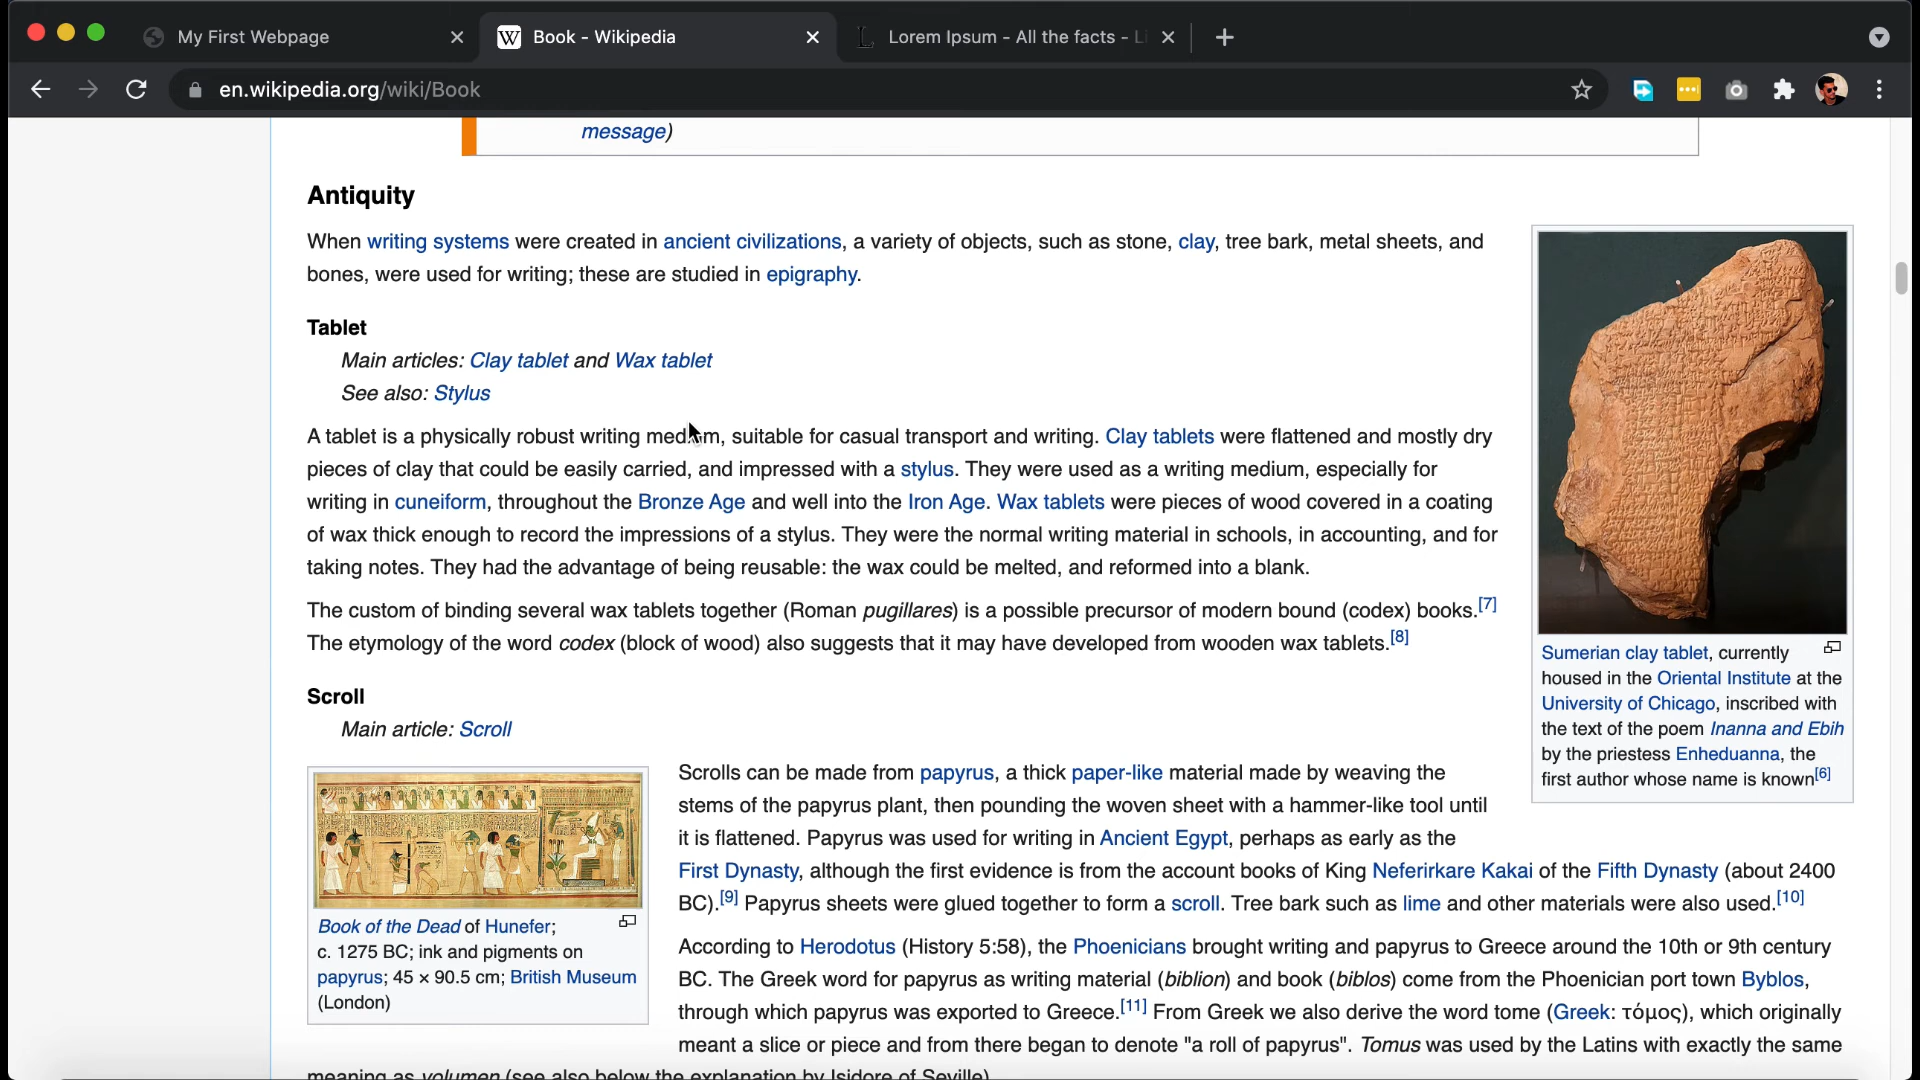 My First Webpage
Book - Wikipedia
Lorem Ipsum - All the facts -
en.wikipedia.org/wiki/Book
message)
Antiquity
When writing systems were created in ancient civilizations, a variety of objects, such as stone, clay, tree bark, metal sheets, and
bones, were used for writing; these are studied in epigraphy.
Tablet
Main articles: Clay tablet and Wax tablet
See also: Stylus
A tablet is a physically robust writing medium, suitable for casual transport and writing. Clay tablets were flattened and mostly dry
pieces of clay that could be easily carried, and impressed with a stylus. They were used as a writing medium, especially for
writing in cuneiform, throughout the Bronze Age and well into the Iron Age. Wax tablets were pieces of wood covered in a coating
of wax thick enough to record the impressions of a stylus. They were the normal writing material in schools, in accounting, and for
taking notes. They had the advantage of being reusable: the wax could be melted, and reformed into a blank.
The custom of binding several wax tablets together (Roman pugillares) is a possible precursor of modern bound (codex) books.[7]
The etymology of the word codex (block of wood) also suggests that it may have developed from wooden wax tablets.[8]
Sumerian clay tablet, currently
housed in the Oriental Institute at the
University of Chicago, inscribed with
the text of the poem Inanna and Ebih
by the priestess Enheduanna, the
first author whose name is known[6]
Scroll
Main article: Scroll
Book of the Dead of Hunefer;
c. 1275 BC; ink and pigments on
papyrus; 45 × 90.5 cm; British Museum
(London)
Scrolls can be made from papyrus, a thick paper-like material made by weaving the
stems of the papyrus plant, then pounding the woven sheet with a hammer-like tool until
it is flattened. Papyrus was used for writing in Ancient Egypt, perhaps as early as the
First Dynasty, although the first evidence is from the account books of King Neferirkare Kakai of the Fifth Dynasty (about 2400
BC).[9] Papyrus sheets were glued together to form a scroll. Tree bark such as lime and other materials were also used.[10]
According to Herodotus (History 5:58), the Phoenicians brought writing and papyrus to Greece around the 10th or 9th century
BC. The Greek word for papyrus as writing material (biblion) and book (biblos) come from the Phoenician port town Byblos,
through which papyrus was exported to Greece.[11] From Greek we also derive the word tome (Greek: τόμος), which originally
meant a slice or piece and from there began to denote "a roll of papyrus". Tomus was used by the Latins with exactly the same
meaning as volumen (see also below the explanation by Isidore of Seville)